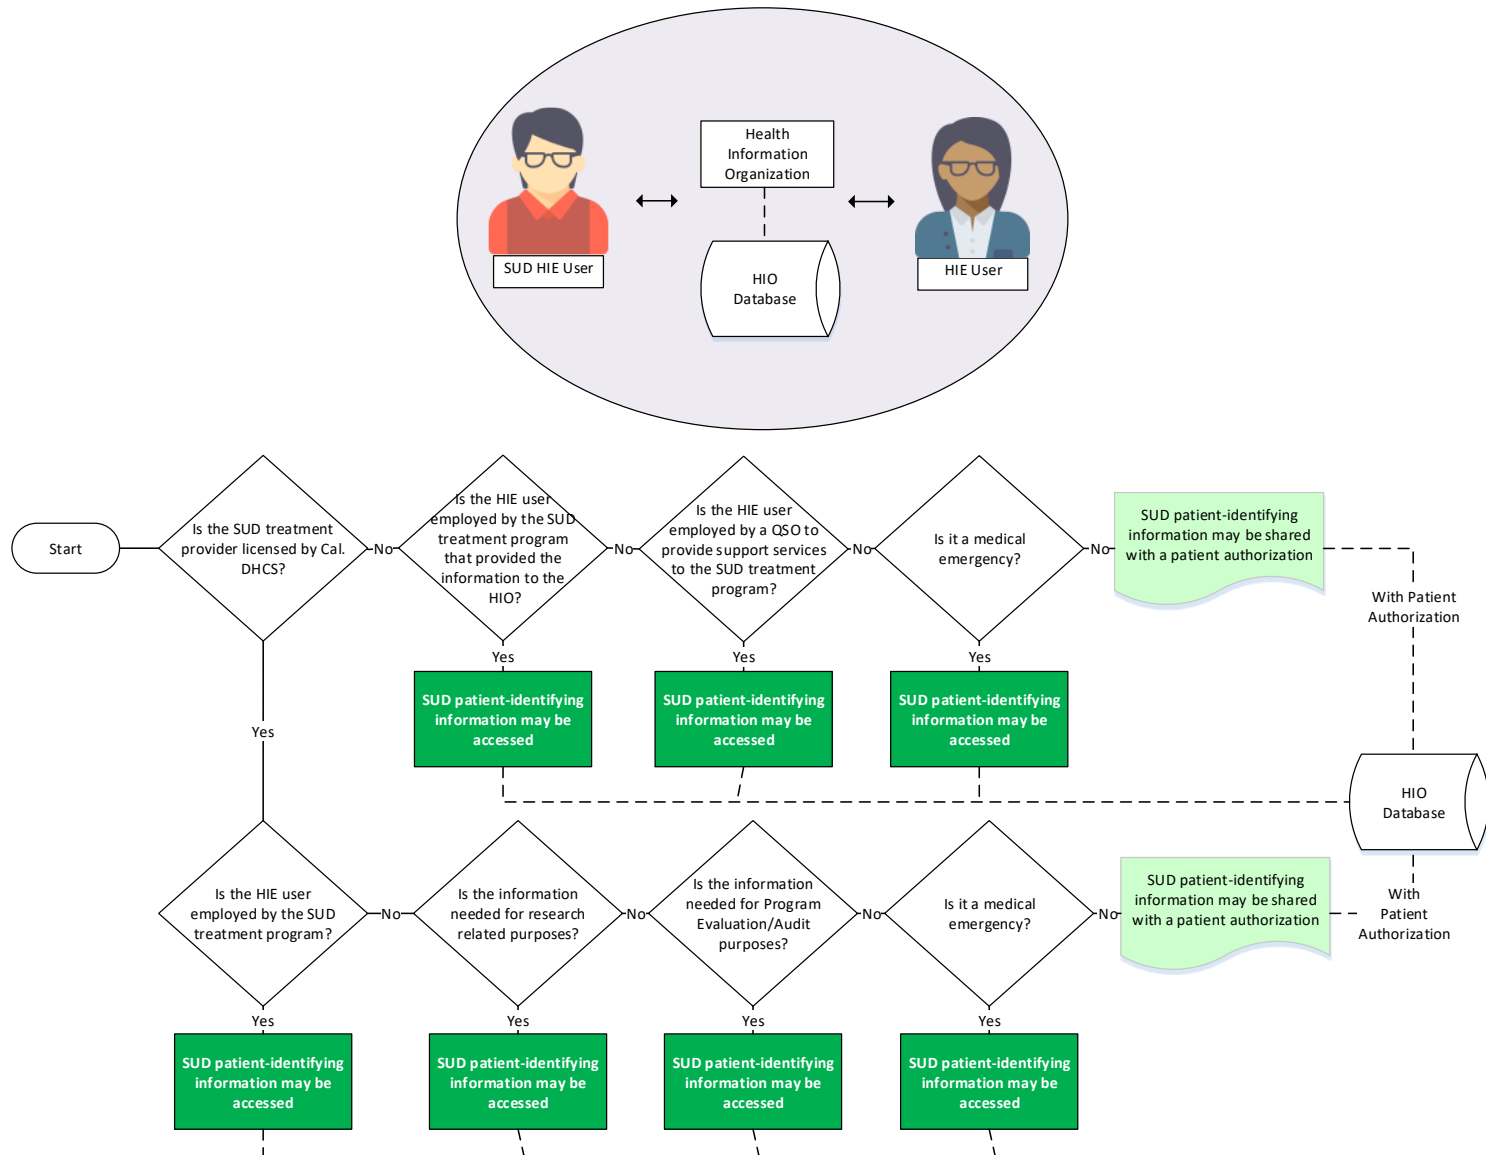 Health
Information
Organization
SUD HIE User
HIO
Database
HIE User
Start
Is the SUD treatment
provider licensed by Cal.
DHCS?
No
Is the HIE user
employed by the SUD
treatment program
that provided the
information to the
HIO?
No
Is the HIE user
employed by a QSO to
provide support services
to the SUD treatment
program?
No
Is it a medical
emergency?
No
SUD patient-identifying
information may be shared
with a patient authorization
With Patient
Authorization
Yes
Yes
Yes
Yes
SUD patient-identifying
information may be
accessed
SUD patient-identifying
information may be
accessed
SUD patient-identifying
information may be
accessed
HIO
Database
Is the HIE user
employed by the SUD
treatment program?
No
Is the information
needed for research
related purposes?
No
Is the information
needed for Program
Evaluation/Audit
purposes?
No
Is it a medical
emergency?
No
SUD patient-identifying
information may be shared
with a patient authorization
With
Patient
Authorization
Yes
Yes
Yes
Yes
SUD patient-identifying
information may be
accessed
SUD patient-identifying
information may be
accessed
SUD patient-identifying
information may be
accessed
SUD patient-identifying
information may be
accessed